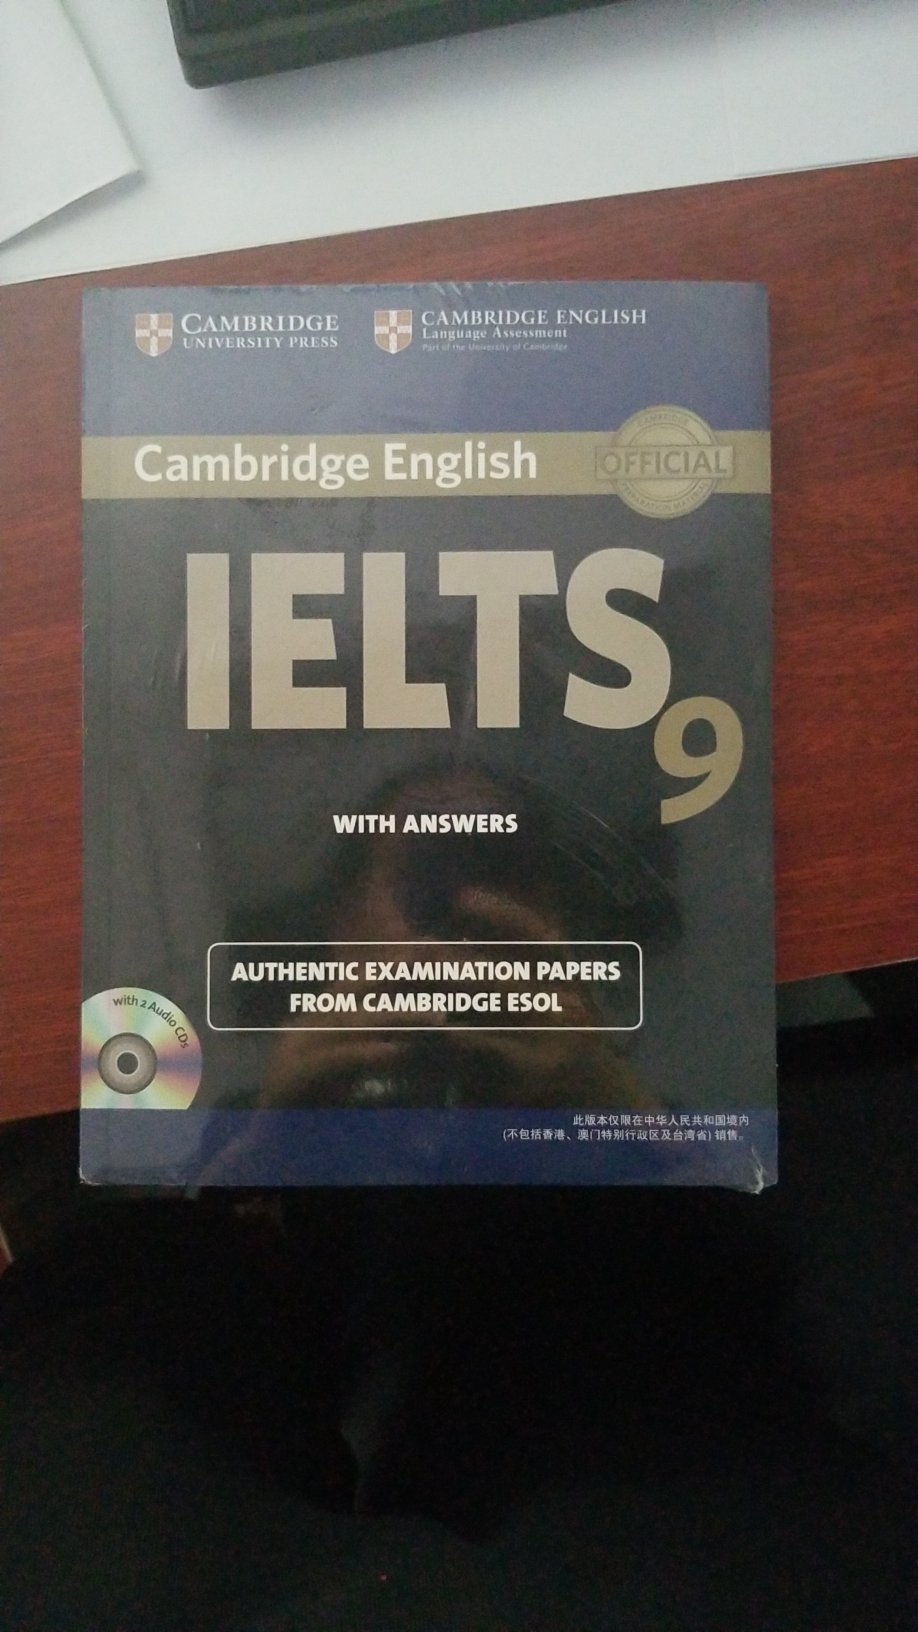 CAMBRIDGE
UNIVERSITY PRESS
CAMBRIDGE ENGLISH
Language Assessment
Part of the University of Cambridge
Cambridge English
CAMBRIDGE
OFFICIAL
PREPARATION MATERIAL
IELTS
9
WITH ANSWERS
AUTHENTIC EXAMINATION PAPERS
FROM CAMBRIDGE ESOL
with 2 Audio CDs
此版本仅限在中华人民共和国境内
(不包括香港、澳门特别行政区及台湾省) 销售。